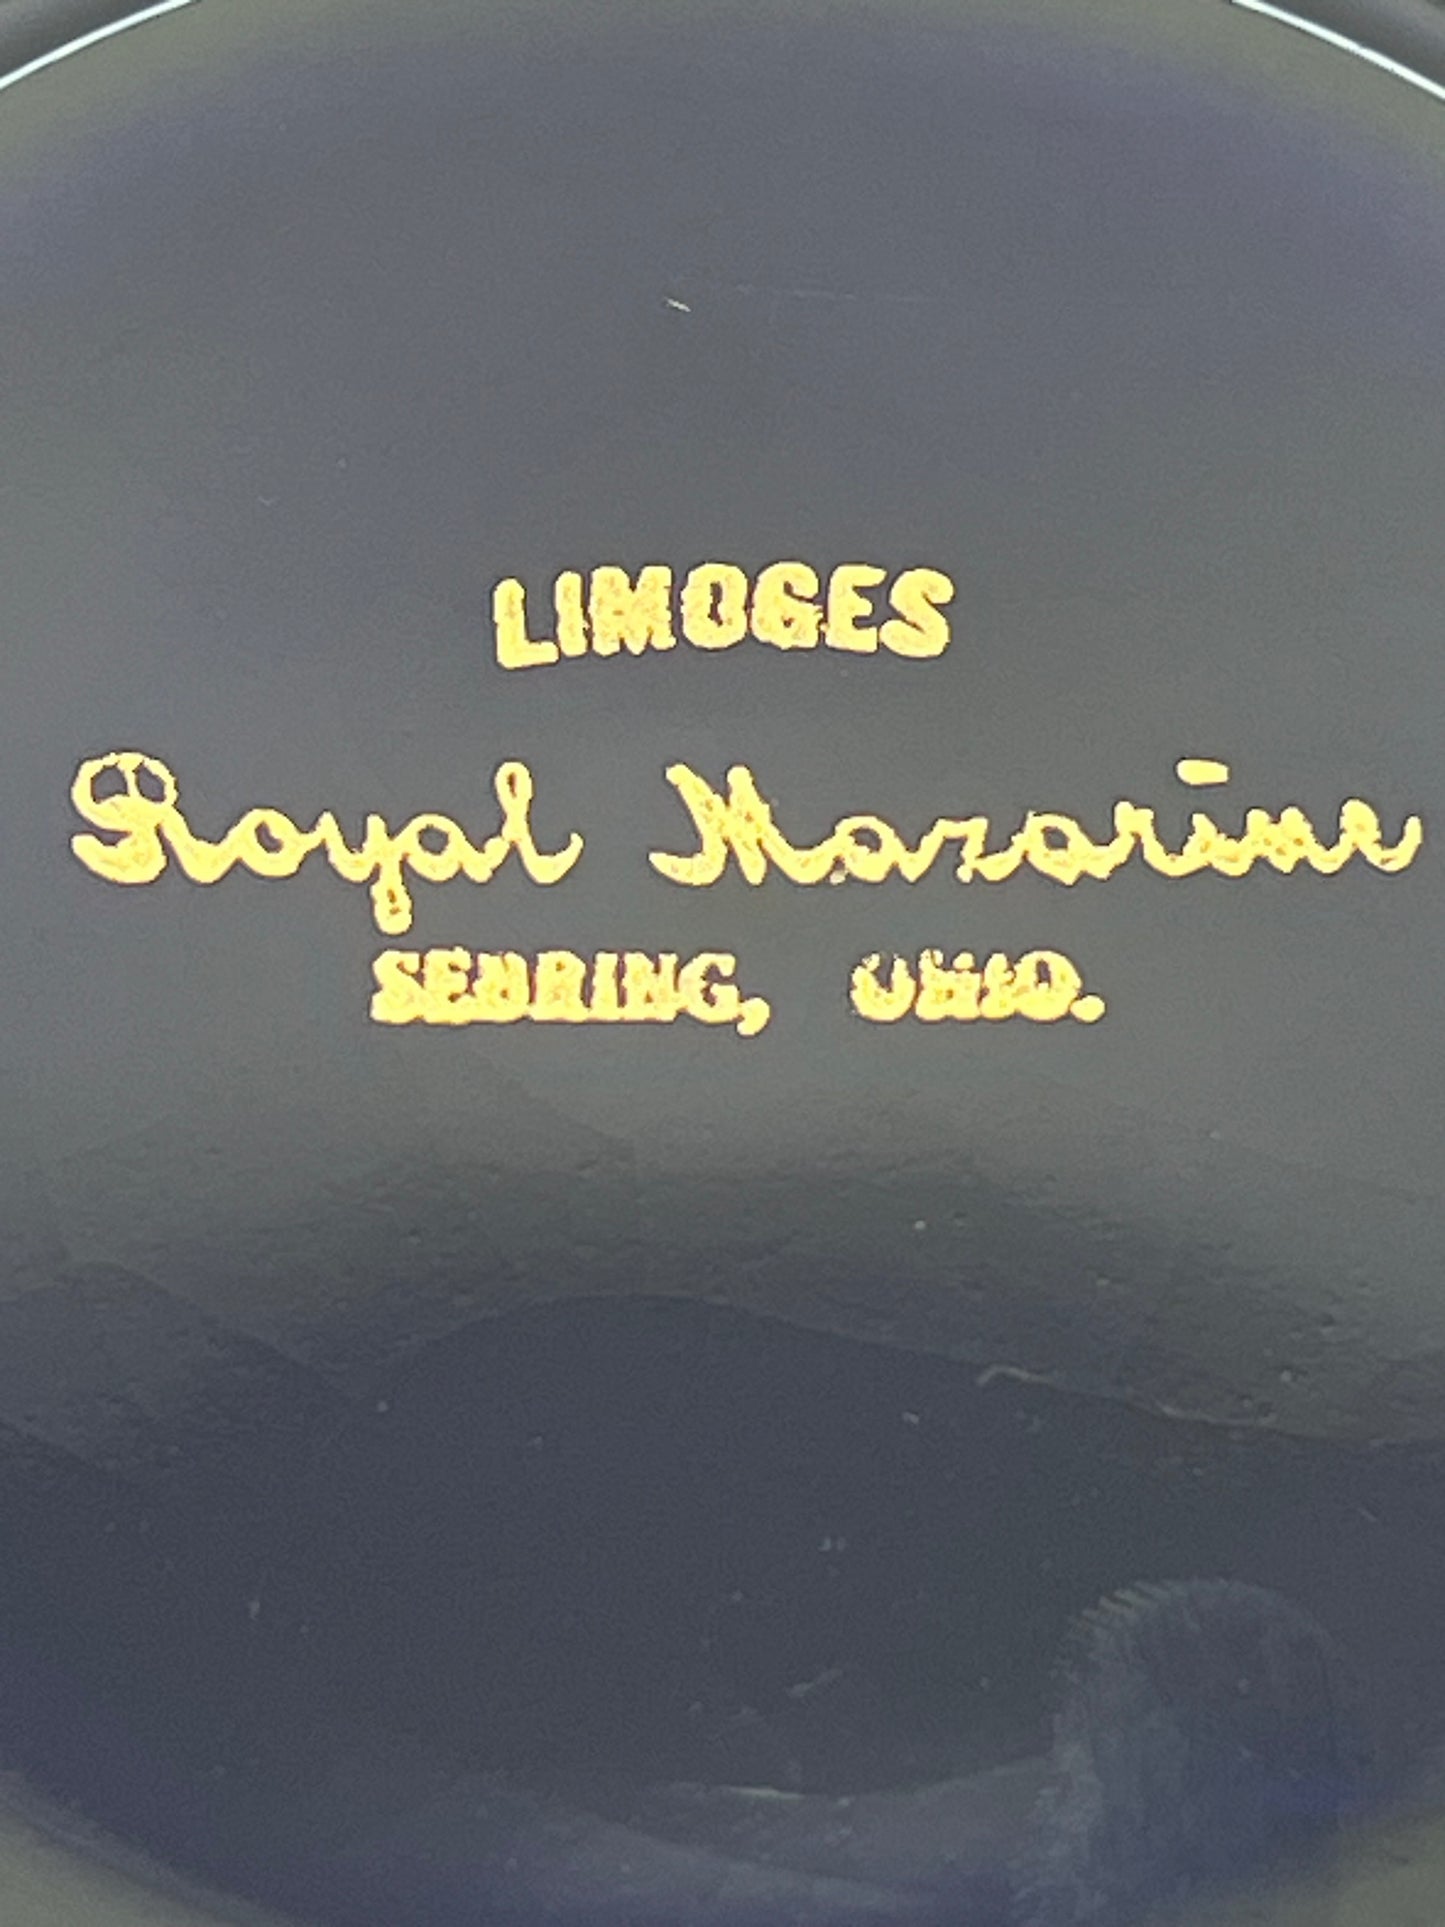 LIMOGES
Royal Mazarine
SEBRING, OHIO.